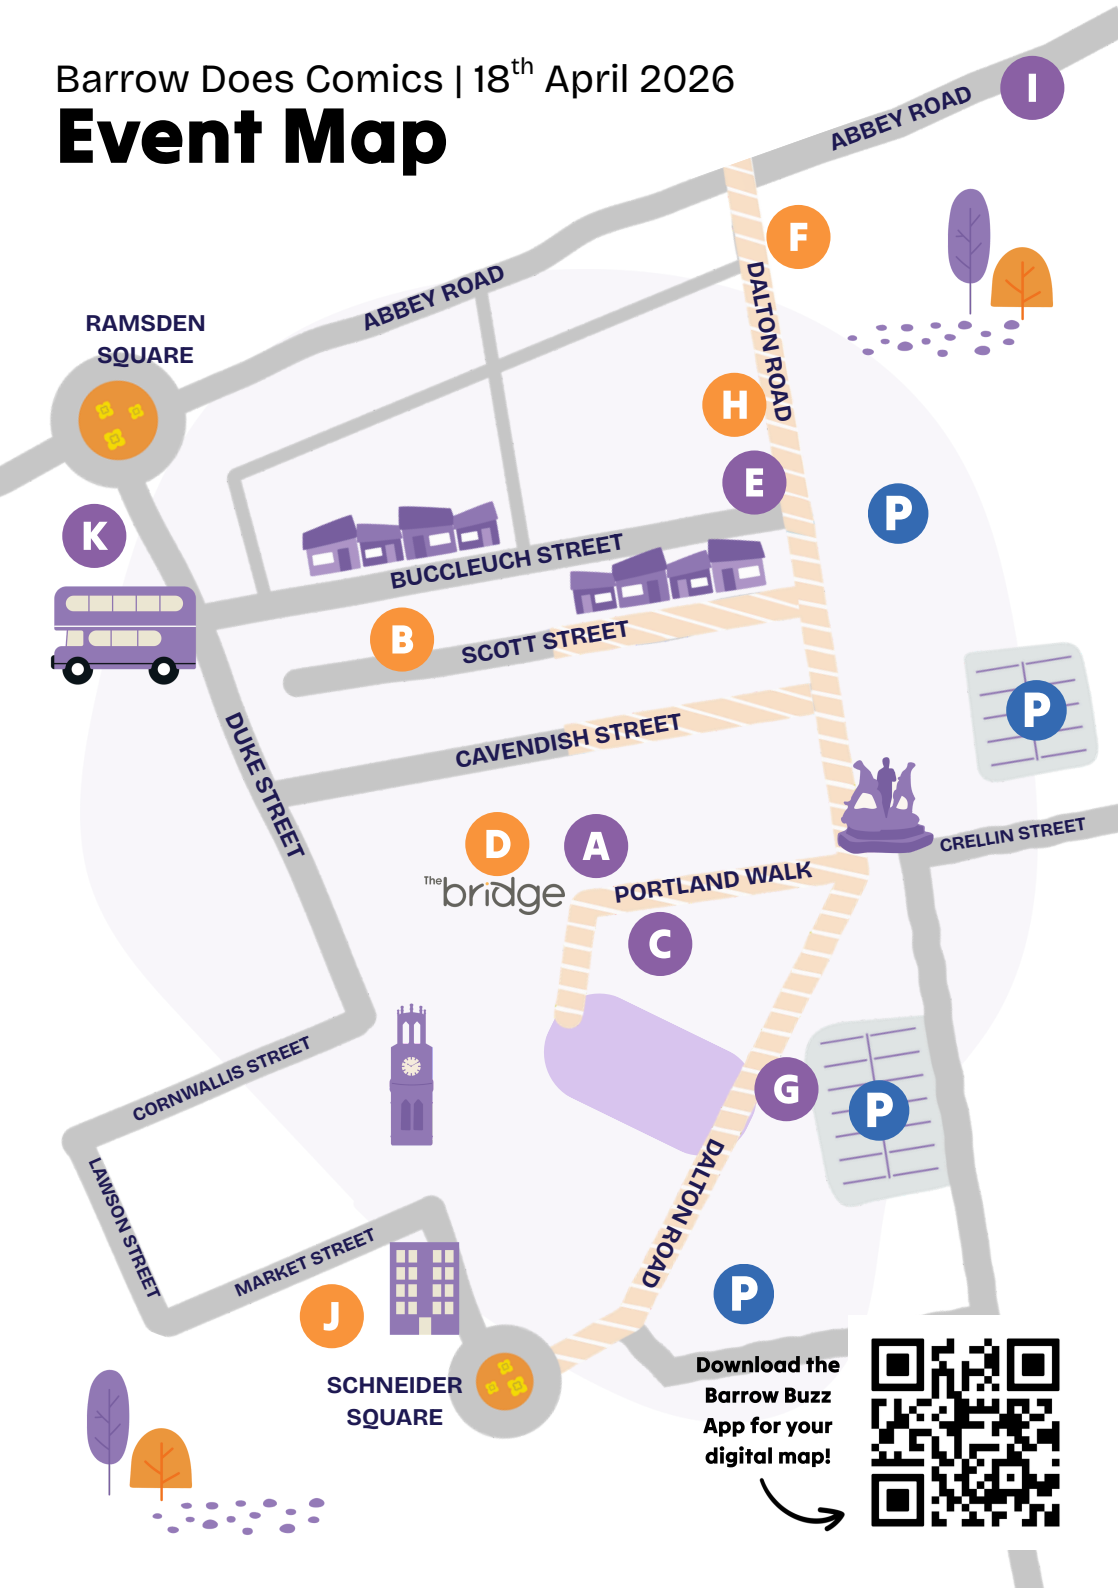 Barrow Does Comics | 18th April 2026
Event Map
I
ABBEY ROAD
F
ABBEY ROAD
DALTON ROAD
RAMSDEN
SQUARE
H
E
P
K
BUCCLEUCH STREET
B
SCOTT STREET
P
DUKE STREET
CAVENDISH STREET
D
A
The bridge
CRELLIN STREET
PORTLAND WALK
C
CORNWALLIS STREET
G
P
LAWSON STREET
DALTON ROAD
MARKET STREET
J
P
SCHNEIDER
SQUARE
Download the
Barrow Buzz
App for your
digital map!